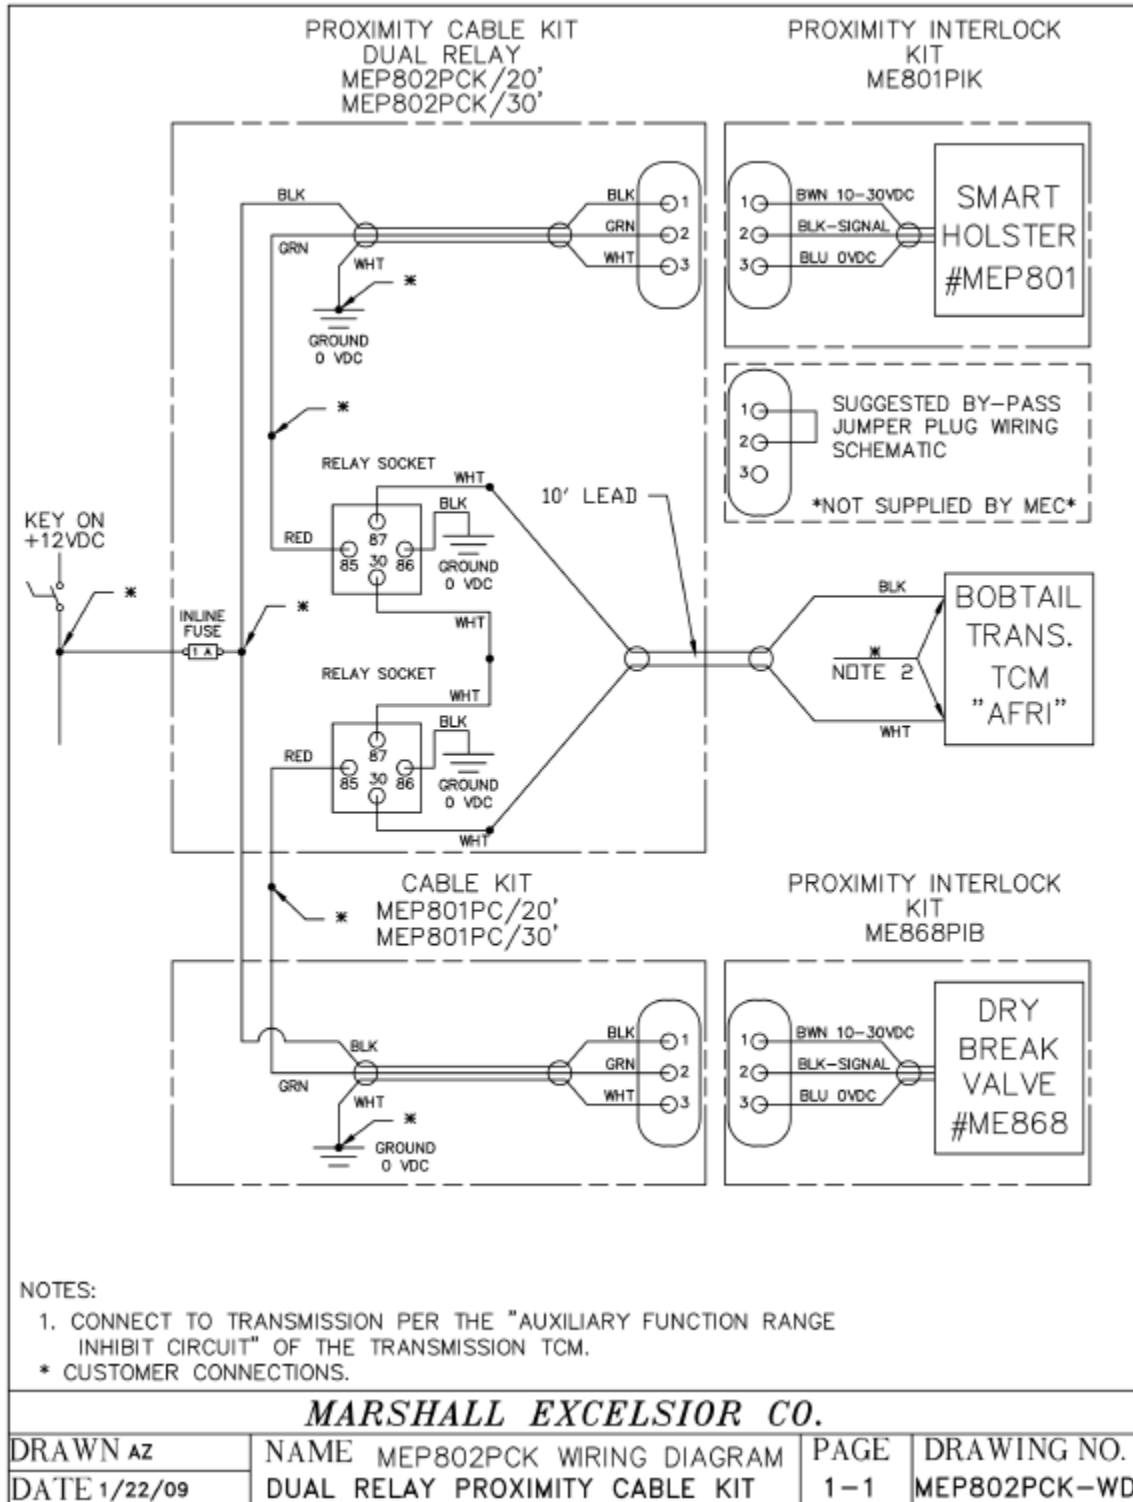 PROXIMITY CABLE KIT
DUAL RELAY
MEP802PCK/20'
MEP802PCK/30'
PROXIMITY INTERLOCK
KIT
ME801PIK
BLK
GRN
WHT
*
GROUND
0 VDC
BLK
GRN
WHT
1
2
3
1
2
3
BWN 10-30VDC
BLK-SIGNAL
BLU 0VDC
SMART
HOLSTER
#MEP801
*
1
2
3
SUGGESTED BY-PASS
JUMPER PLUG WIRING
SCHEMATIC
*NOT SUPPLIED BY MEC*
RELAY SOCKET
WHT
BLK
RED
87
85
30
86
GROUND
0 VDC
WHT
10' LEAD
KEY ON
+12VDC
*
INLINE
FUSE
1 A
*
RELAY SOCKET
WHT
BLK
RED
87
85
30
86
GROUND
0 VDC
WHT
BLK
*
NOTE 2
WHT
BOBTAIL
TRANS.
TCM
"AFRI"
*
CABLE KIT
MEP801PC/20'
MEP801PC/30'
PROXIMITY INTERLOCK
KIT
ME868PIB
BLK
GRN
WHT
*
GROUND
0 VDC
BLK
GRN
WHT
1
2
3
1
2
3
BWN 10-30VDC
BLK-SIGNAL
BLU 0VDC
DRY
BREAK
VALVE
#ME868
NOTES:
1. CONNECT TO TRANSMISSION PER THE "AUXILIARY FUNCTION RANGE
INHIBIT CIRCUIT" OF THE TRANSMISSION TCM.
* CUSTOMER CONNECTIONS.
MARSHALL EXCELSIOR CO.
DRAWN AZ
DATE 1/22/09
NAME MEP802PCK WIRING DIAGRAM
DUAL RELAY PROXIMITY CABLE KIT
PAGE
1-1
DRAWING NO.
MEP802PCK-WD